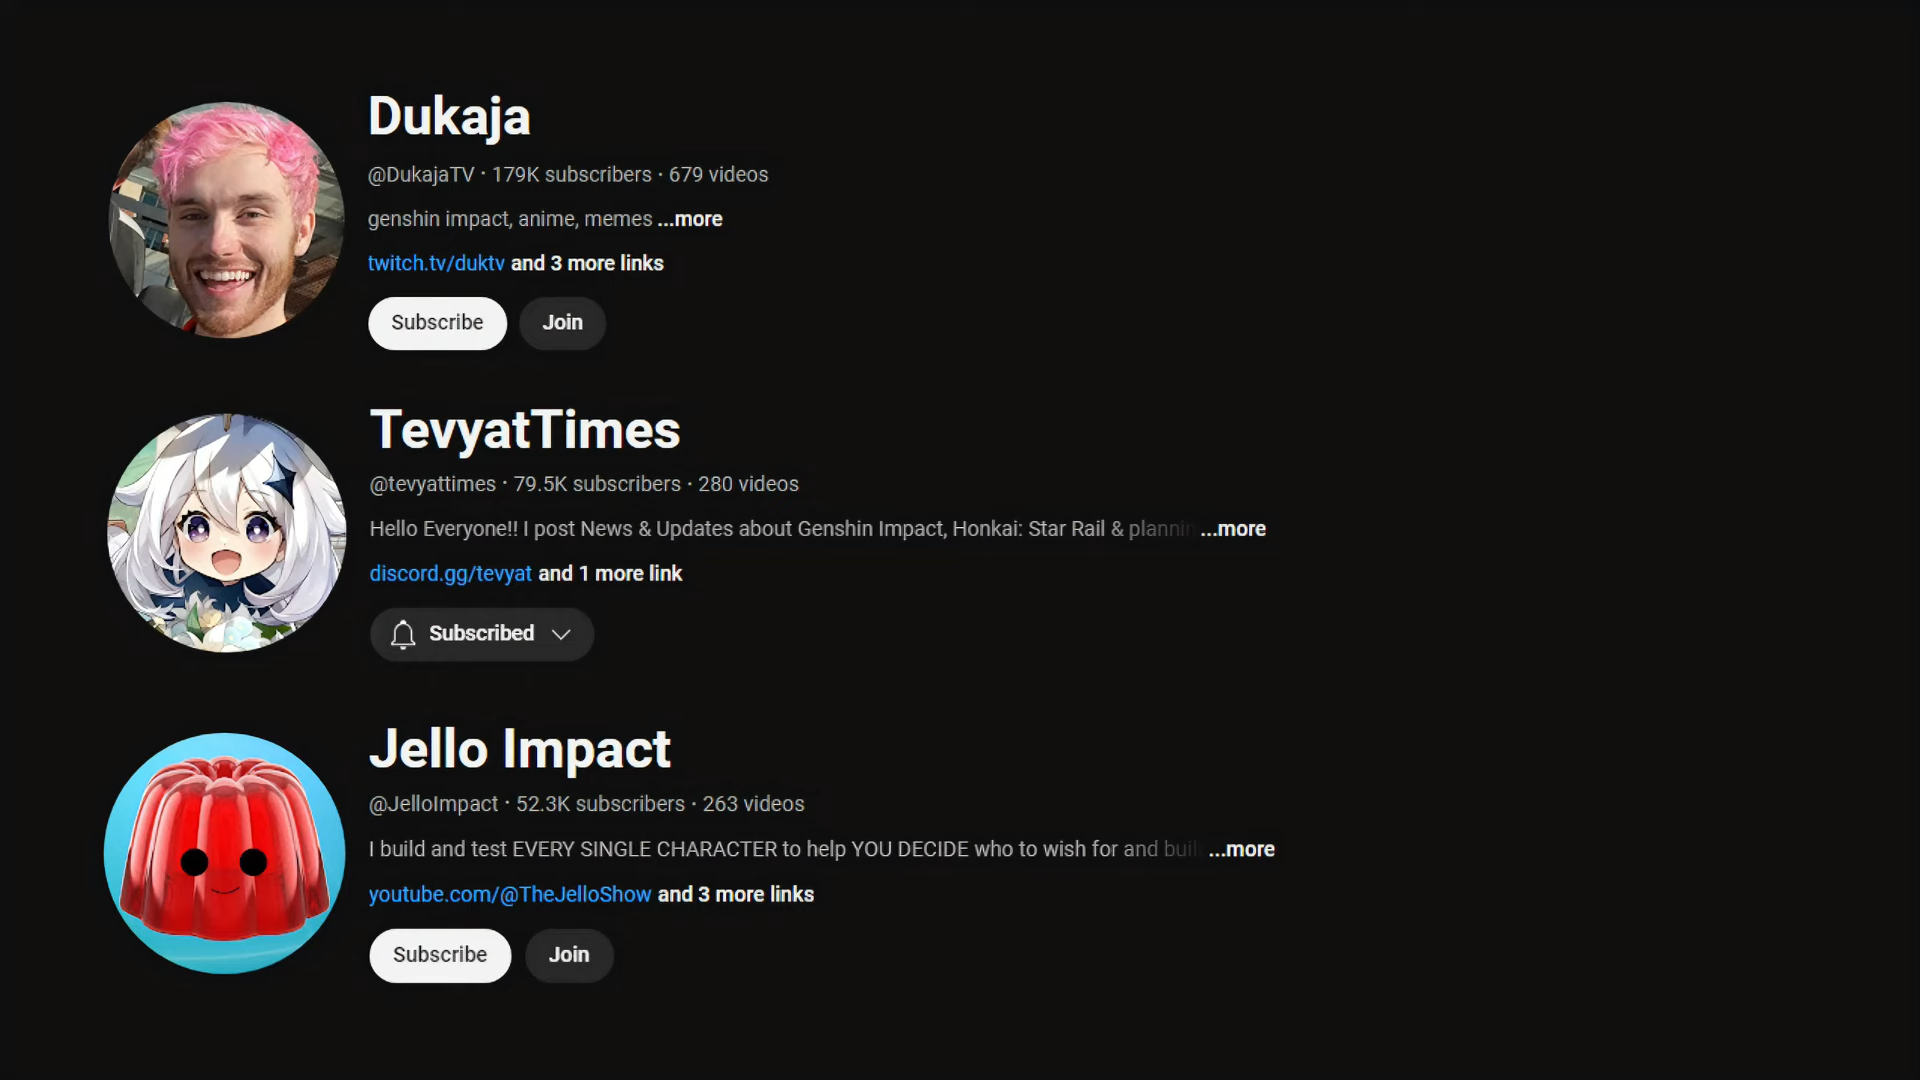 Dukaja
@DukajaTV · 179K subscribers · 679 videos
genshin impact, anime, memes ...more
twitch.tv/duktv and 3 more links
Subscribe Join
TevyatTimes
@tevyattimes · 79.5K subscribers · 280 videos
Hello Everyone!! I post News & Updates about Genshin Impact, Honkai: Star Rail & plannin ...more
discord.gg/tevyat and 1 more link
Subscribed
Jello Impact
@JelloImpact · 52.3K subscribers · 263 videos
I build and test EVERY SINGLE CHARACTER to help YOU DECIDE who to wish for and buil ...more
youtube.com/@TheJelloShow and 3 more links
Subscribe Join